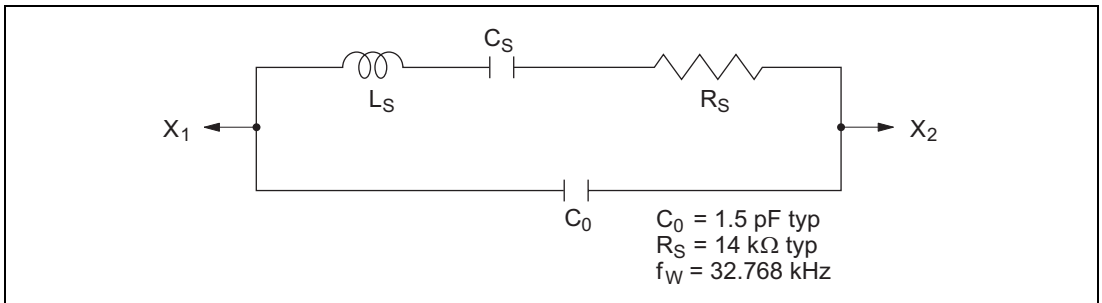 C_S
L_S
R_S
X_1
X_2
C_0
C_0 = 1.5 pF typ
R_S = 14 kΩ typ
f_W = 32.768 kHz